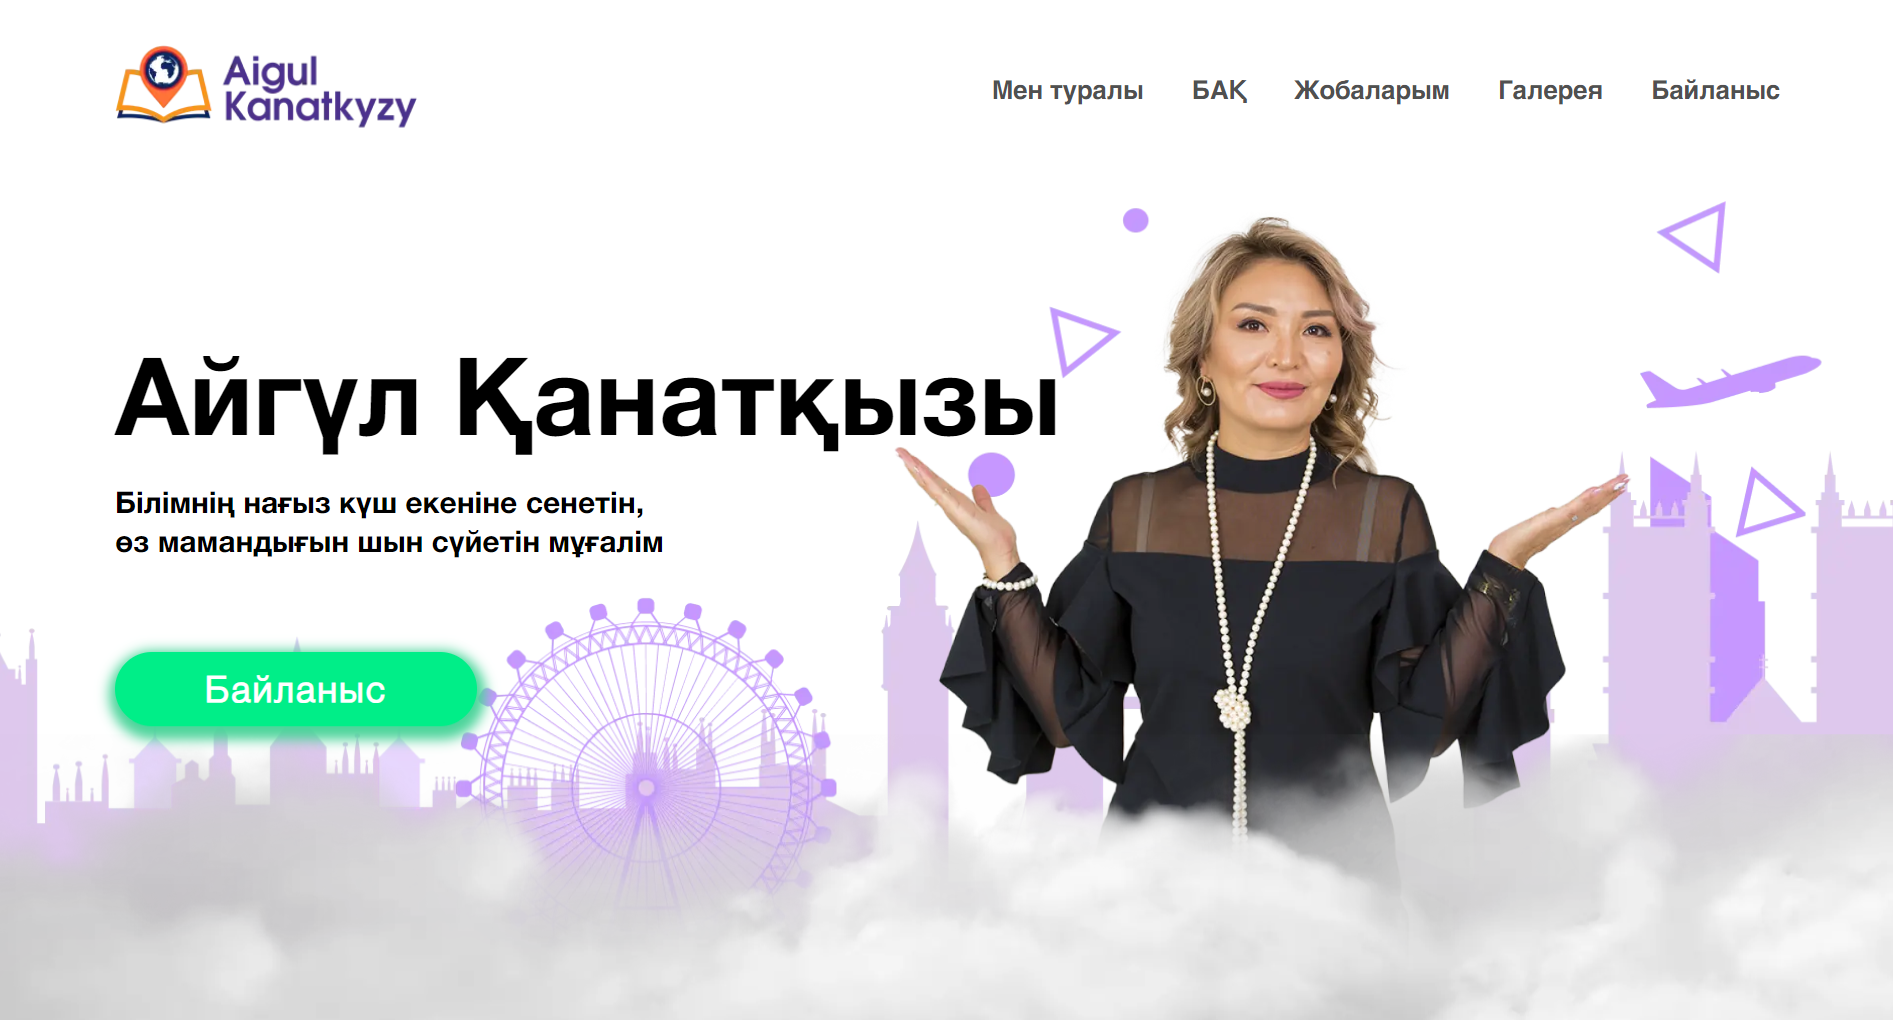 Aigul
Kanatkyzy
Мен туралы БАҚ Жобаларым Галерея Байланыс
Айгүл Қанатқызы
Білімнің нағыз күш екеніне сенетін,
өз мамандығын шын сүйетін мұғалім
Байланыс